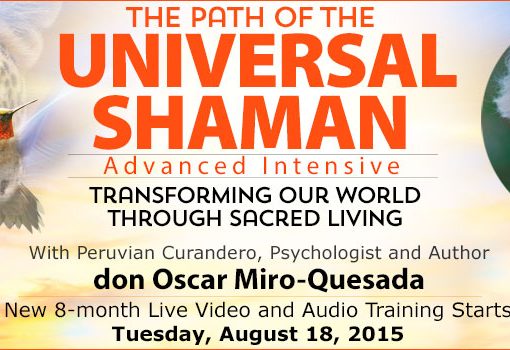 THE PATH OF THE
UNIVERSAL
SHAMAN
Advanced Intensive
TRANSFORMING OUR WORLD
THROUGH SACRED LIVING
With Peruvian Curandero, Psychologist and Author
don Oscar Miro-Quesada
New 8-month Live Video and Audio Training Starts
Tuesday, August 18, 2015